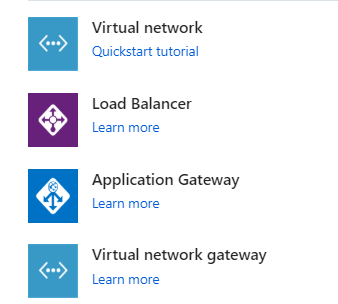 Virtual network
Quickstart tutorial
Load Balancer
Learn more
Application Gateway
Learn more
Virtual network gateway
Learn more